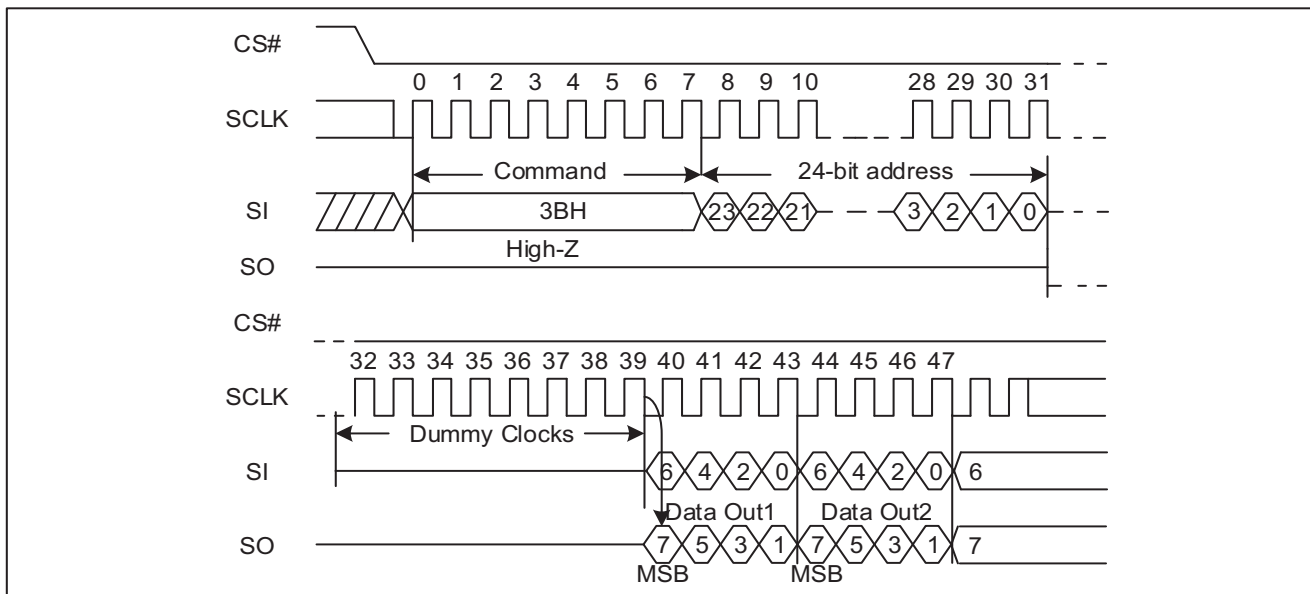 CS#
0 1 2 3 4 5 6 7 8 9 10 28 29 30 31
SCLK
Command 24-bit address
SI 3BH 23 22 21 3 2 1 0
High-Z
SO
CS#
32 33 34 35 36 37 38 39 40 41 42 43 44 45 46 47
SCLK
Dummy Clocks
SI 6 4 2 0 6 4 2 0 6
Data Out1 Data Out2
SO 7 5 3 1 7 5 3 1 7
MSB MSB